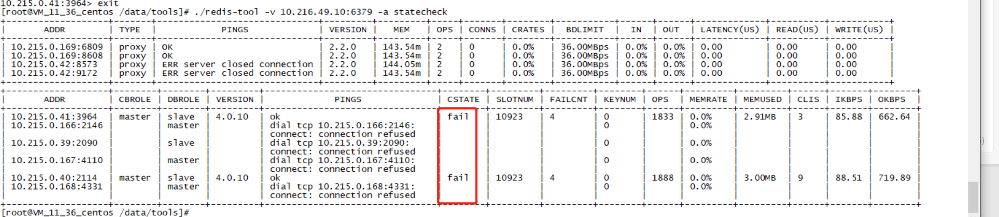 10.215.0.41:3964> exit
[root@VM_11_36_centos /data/tools]# ./redis-tool -v 10.216.49.10:6379 -a statecheck
| ADDR | TYPE | PINGS | VERSION | MEM | OPS | CONNS | CRATES | BDLIMIT | IN | OUT | LATENCY(US) | READ(US) | WRITE(US) |
| 10.215.0.169:6809 | proxy | OK | 2.2.0 | 143.54m | 2 | 0 | 0.0% | 36.00MBps | 0.0% | 0.0% | 0.00 | 0.00 | 0.00 |
| 10.215.0.169:8608 | proxy | OK | 2.2.0 | 143.54m | 2 | 0 | 0.0% | 36.00MBps | 0.0% | 0.0% | 0.00 | 0.00 | 0.00 |
| 10.215.0.42:8573 | proxy | ERR server closed connection | 2.2.0 | 144.05m | 2 | 0 | 0.0% | 36.00MBps | 0.0% | 0.0% | 0.00 | 0.00 | 0.00 |
| 10.215.0.42:9172 | proxy | ERR server closed connection | 2.2.0 | 143.54m | 2 | 0 | 0.0% | 36.00MBps | 0.0% | 0.0% | 0.00 | 0.00 | 0.00 |
| ADDR | CBROLE | DBROLE | VERSION | PINGS | CSTATE | SLOTNUM | FAILCNT | KEYNUM | OPS | MEMRATE | MEMUSED | CLIS | IKBPS | OKBPS |
| 10.215.0.41:3964 | master | slave | 4.0.10 | ok | fail | 10923 | 4 | 0 | 1833 | 0.0% | 2.91MB | 3 | 85.88 | 662.64 |
| 10.215.0.166:2146 | | master | | dial tcp 10.215.0.166:2146: | | | | 0 | | 0.0% | | | | |
| | | | | connect: connection refused | | | | | | | | | | |
| 10.215.0.39:2090 | | slave | | dial tcp 10.215.0.39:2090: | | | | 0 | | 0.0% | | | | |
| | | | | connect: connection refused | | | | | | | | | | |
| 10.215.0.167:4110 | | master | | dial tcp 10.215.0.167:4110: | | | | 0 | | 0.0% | | | | |
| | | | | connect: connection refused | | | | | | | | | | |
| 10.215.0.40:2114 | master | slave | 4.0.10 | ok | fail | 10923 | 4 | 0 | 1888 | 0.0% | 3.00MB | 9 | 88.51 | 719.89 |
| 10.215.0.168:4331 | | master | | dial tcp 10.215.0.168:4331: | | | | 0 | | 0.0% | | | | |
| | | | | connect: connection refused | | | | | | | | | | |
[root@VM_11_36_centos /data/tools]#